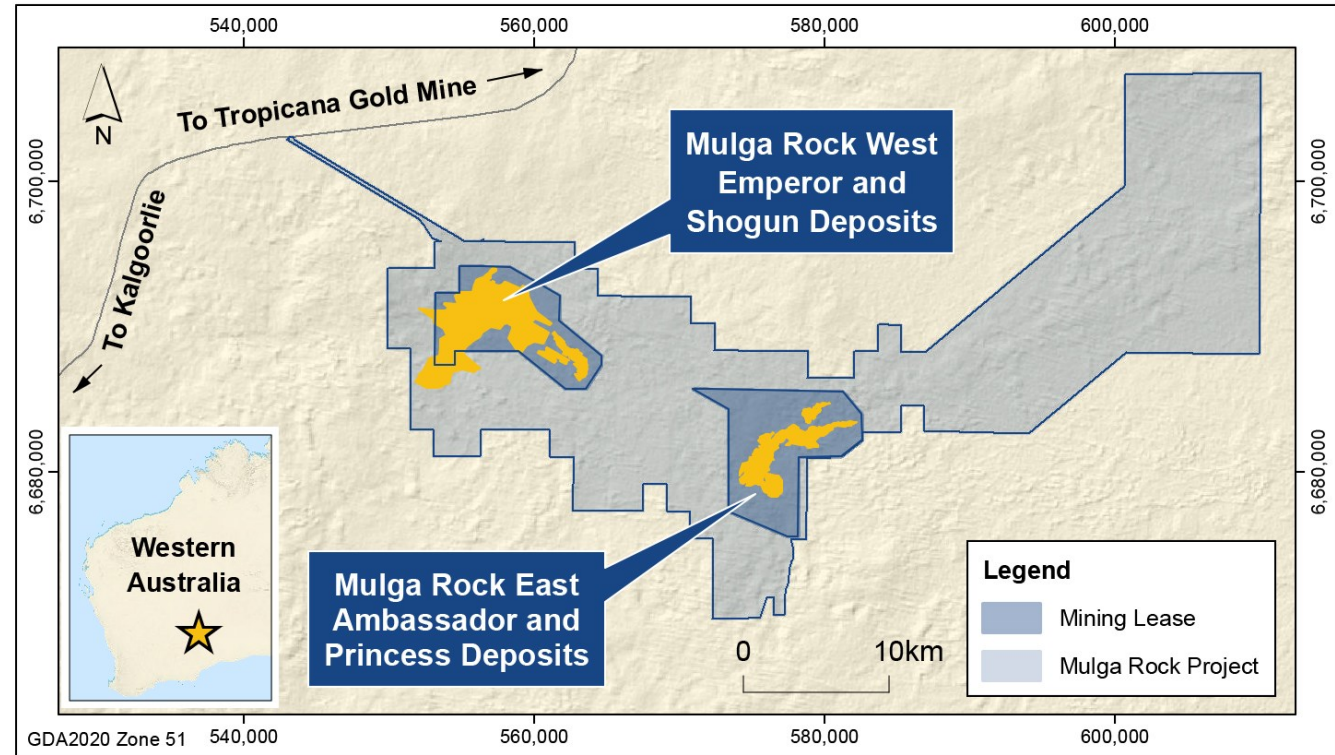 540,000
560,000
580,000
600,000
To Tropicana Gold Mine
N
To Kalgoorlie
6,700,000
6,700,000
Mulga Rock West
Emperor and
Shogun Deposits
6,680,000
6,680,000
Western
Australia
Mulga Rock East
Ambassador and
Princess Deposits
0 10km
Legend
Mining Lease
Mulga Rock Project
GDA2020 Zone 51
540,000
560,000
580,000
600,000